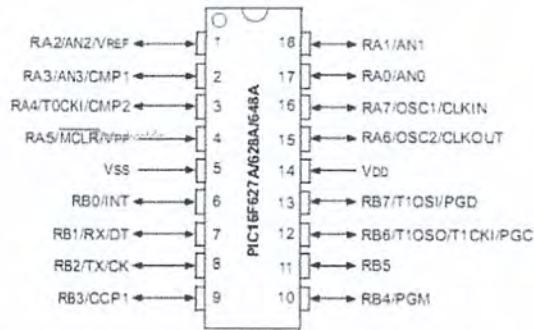 RA2/AN2/VREF 1 18 RA1/AN1
RA3/AN3/CMP1 2 17 RA0/AN0
RA4/T0CKI/CMP2 3 16 RA7/OSC1/CLKIN
RA5/MCLR/VPP 4 15 RA6/OSC2/CLKOUT
VSS 5 14 VDD
RB0/INT 6 13 RB7/T1OSI/PGD
RB1/RX/DT 7 12 RB6/T1OSO/T1CKI/PGC
RB2/TX/CK 8 11 RB5
RB3/CCP1 9 10 RB4/PGM
PIC16F627A/628A/648A